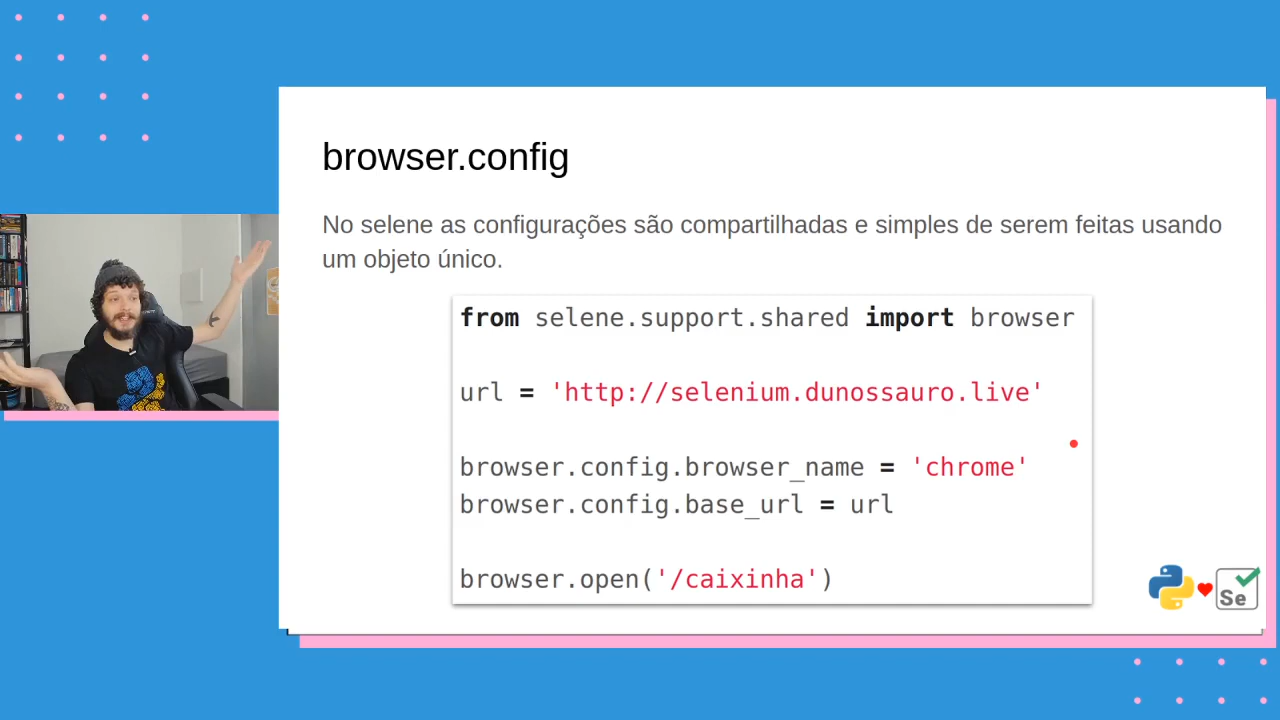 browser.config
No selene as configurações são compartilhadas e simples de serem feitas usando
um objeto único.
from selene.support.shared import browser
url = 'http://selenium.dunossauro.live'
browser.config.browser_name = 'chrome'
browser.config.base_url = url
browser.open('/caixinha')
Se